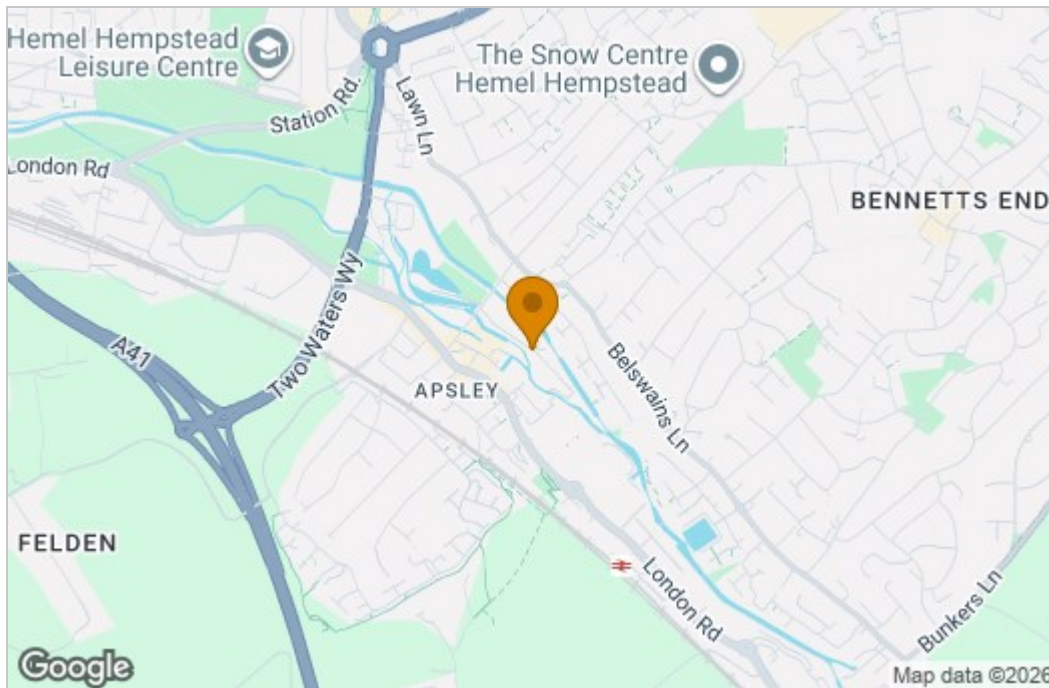 Hemel Hempstead
Leisure Centre
The Snow Centre
Hemel Hempstead
Station Rd.
Lawn Ln
London Rd
BENNETTS END
Two Waters Wy
A41
Belswains Ln
APSLEY
FELDEN
London Rd
Bunkers Ln
Google
Map data ©2026